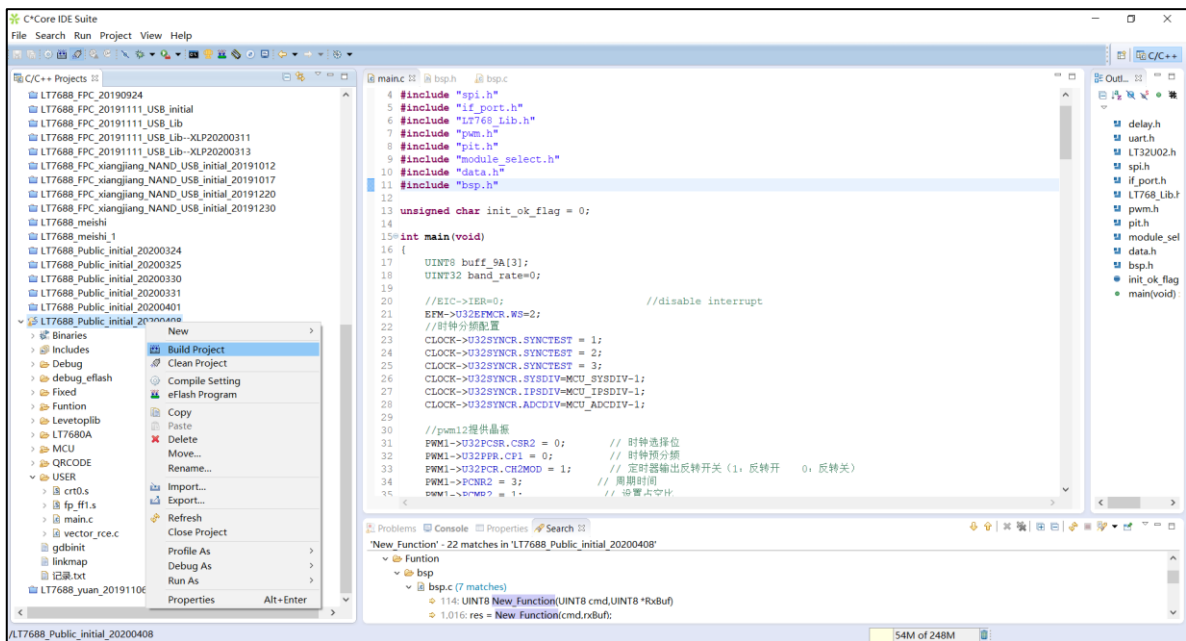 C*Core IDE Suite
File Search Run Project View Help
C/C++
C/C++ Projects
LT7688_FPC_20190924
LT7688_FPC_20191111_USB_initial
LT7688_FPC_20191111_USB_Lib
LT7688_FPC_20191111_USB_Lib--XLP20200311
LT7688_FPC_20191111_USB_Lib--XLP20200313
LT7688_FPC_xiangjiang_NAND_USB_initial_20191012
LT7688_FPC_xiangjiang_NAND_USB_initial_20191017
LT7688_FPC_xiangjiang_NAND_USB_initial_20191220
LT7688_FPC_xiangjiang_NAND_USB_initial_20191230
LT7688_meishi
LT7688_meishi_1
LT7688_Public_initial_20200324
LT7688_Public_initial_20200325
LT7688_Public_initial_20200330
LT7688_Public_initial_20200331
LT7688_Public_initial_20200401
LT7688_Public_initial_20200408
Binaries
Includes
Debug
debug_eflash
Fixed
Funtion
Levetoplib
LT7680A
MCU
QRCODE
USER
crt0.s
fp_ff1.s
main.c
vector_rce.c
gdbinit
linkmap
记录.txt
LT7688_yuan_20191106
New
Build Project
Clean Project
Compile Setting
eFlash Program
Copy
Paste
Delete
Move...
Rename...
Import...
Export...
Refresh
Close Project
Profile As
Debug As
Run As
Properties Alt+Enter
main.c bsp.h bsp.c
4 #include "spi.h"
5 #include "if_port.h"
6 #include "LT768_Lib.h"
7 #include "pwm.h"
8 #include "pit.h"
9 #include "module_select.h"
10 #include "data.h"
11 #include "bsp.h"
12
13 unsigned char init_ok_flag = 0;
14
15 int main(void)
16 {
17 UINT8 buff_9A[3];
18 UINT32 band_rate=0;
19
20 //EIC->IER=0; //disable interrupt
21 EFM->U32EFMCR.WS=2;
22 //时钟分频配置
23 CLOCK->U32SYNCR.SYNCTEST = 1;
24 CLOCK->U32SYNCR.SYNCTEST = 2;
25 CLOCK->U32SYNCR.SYNCTEST = 3;
26 CLOCK->U32SYNCR.SYSDIV=MCU_SYSDIV-1;
27 CLOCK->U32SYNCR.IPSDIV=MCU_IPSDIV-1;
28 CLOCK->U32SYNCR.ADCDIV=MCU_ADCDIV-1;
29
30 //pwm12提供晶振
31 PWM1->U32PCSR.CSR2 = 0; // 时钟选择位
32 PWM1->U32PPR.CP1 = 0; // 时钟预分频
33 PWM1->U32PCR.CH2MOD = 1; // 定时器输出反转开关（1：反转开 0：反转关）
34 PWM1->PCNR2 = 3; // 周期时间
35 PWM1->PCMR2 = 1; // 设置占空比
Outl...
delay.h
uart.h
LT32U02.h
spi.h
if_port.h
LT768_Lib.h
pwm.h
pit.h
module_sel
data.h
bsp.h
init_ok_flag
main(void)
Problems Console Properties Search
'New_Function' - 22 matches in 'LT7688_Public_initial_20200408'
Funtion
bsp
bsp.c (7 matches)
114: UINT8 New_Function(UINT8 cmd,UINT8 *RxBuf)
1,016: res = New_Function(cmd,rxBuf);
/LT7688_Public_initial_20200408
54M of 248M